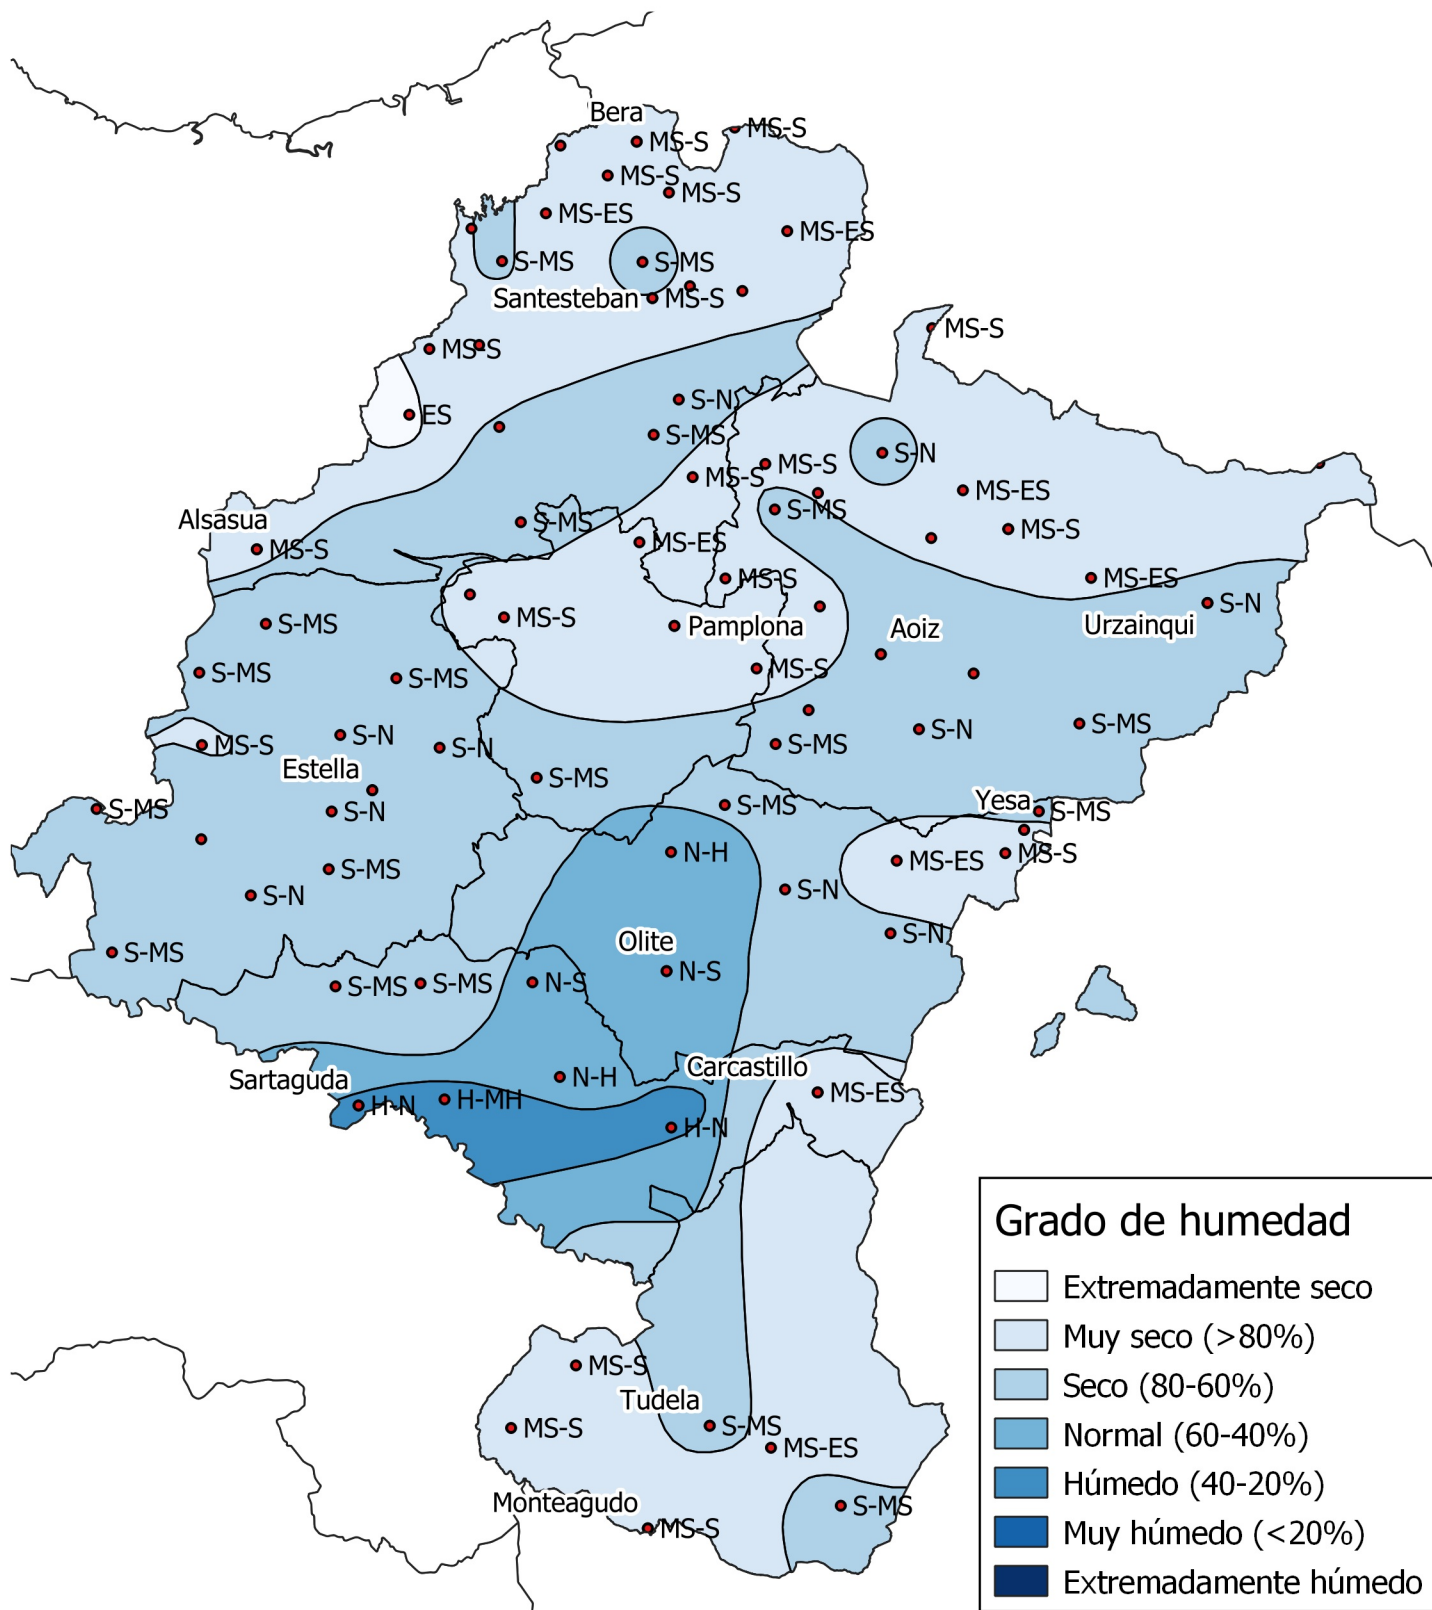 Bera
MS-S
MS-S
MS-S
MS-S
MS-ES
MS-ES
S-MS
S-MS
Santesteban
MS-S
MS-S
MS-S
S-N
ES
S-MS
S-N
MS-S
MS-S
MS-ES
S-MS
Alsasua
S-MS
MS-S
MS-S
MS-ES
MS-S
MS-ES
S-N
MS-S
S-MS
Pamplona
Aoiz
Urzainqui
S-MS
MS-S
S-MS
S-MS
S-N
S-N
MS-S
S-N
S-MS
S-MS
Estella
S-MS
Yesa
S-MS
S-MS
S-N
S-MS
N-H
MS-ES
MS-S
S-MS
S-N
S-N
S-N
Olite
S-MS
N-S
S-MS
S-MS
N-S
Carcastillo
Sartaguda
N-H
MS-ES
H-N
H-MH
H-N
Grado de humedad
Extremadamente seco
Muy seco (>80%)
Seco (80-60%)
Normal (60-40%)
Húmedo (40-20%)
Muy húmedo (<20%)
Extremadamente húmedo
MS-S
Tudela
MS-S
S-MS
MS-ES
Monteagudo
S-MS
MS-S